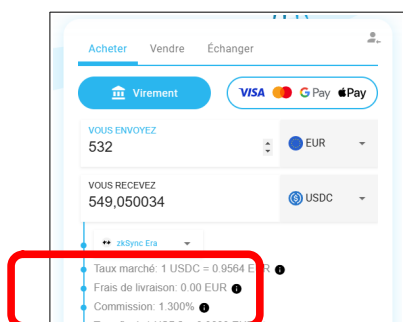 Acheter Vendre Échanger
Virement VISA G Pay Pay
VOUS ENVOYEZ
532 EUR
VOUS RECEVEZ
549,050034 USDC
zkSync Era
Taux marché: 1 USDC = 0.9564 EUR
Frais de livraison: 0.00 EUR
Commission: 1.300%